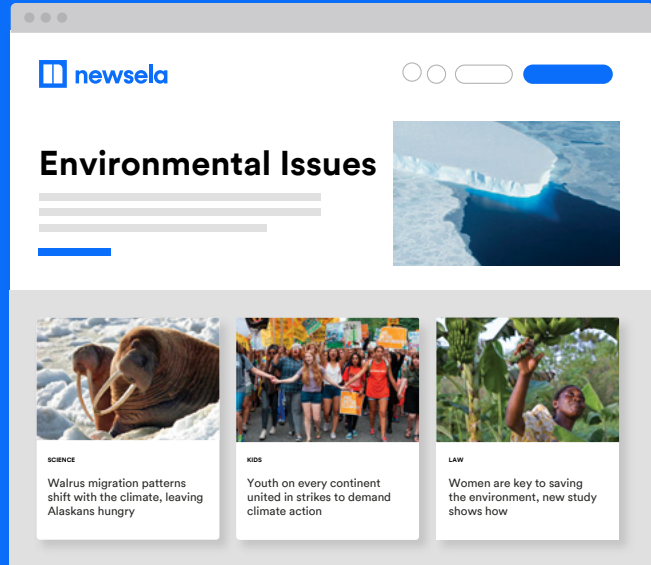 newsela
Environmental Issues
SCIENCE
Walrus migration patterns
shift with the climate, leaving
Alaskans hungry
KIDS
Youth on every continent
united in strikes to demand
climate action
LAW
Women are key to saving
the environment, new study
shows how